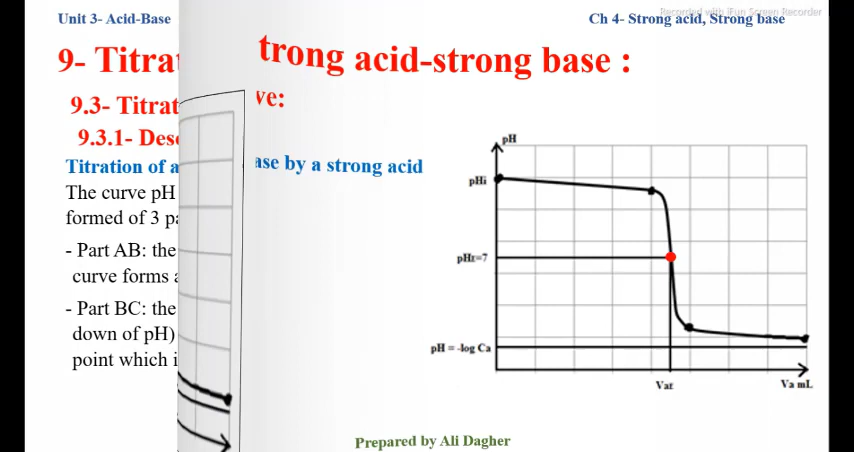 Unit 3- Acid-Base
Ch 4- Strong acid, Strong base
Recorded with iFun Screen Recorder
9- Titrat trong acid-strong base :
9.3- Titrat ve:
9.3.1- Des
Titration of a ase by a strong acid
The curve pH
formed of 3 pa
- Part AB: the
curve forms a
- Part BC: the
down of pH)
point which i
pH
pHi
pHE=7
pH = -log Ca
VaE
Va mL
Prepared by Ali Dagher